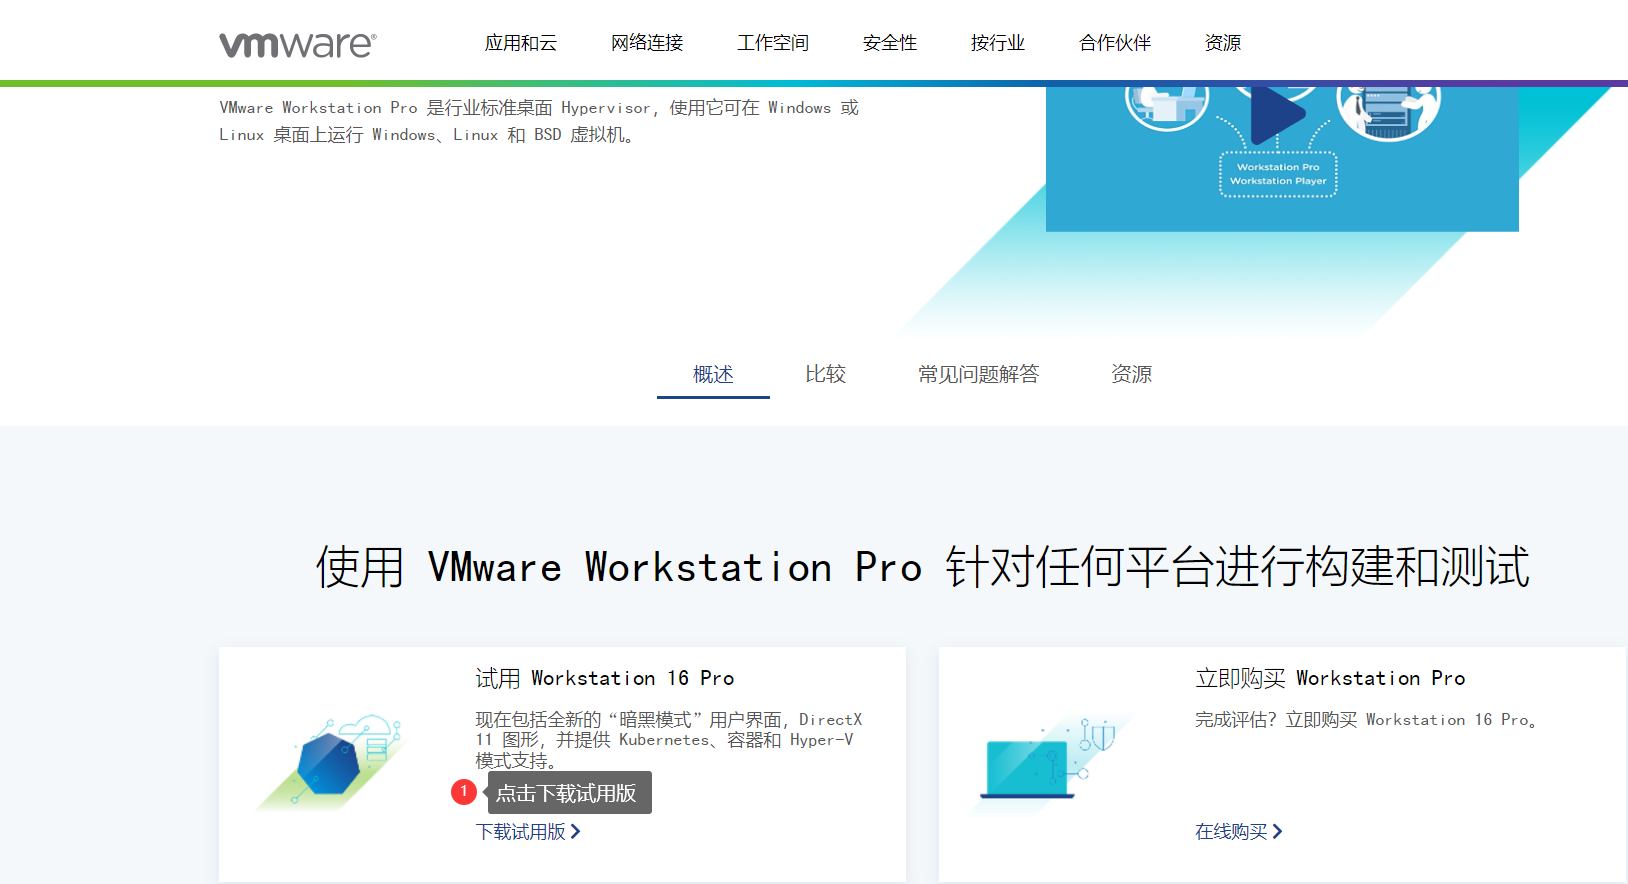 vmware®
应用和云 网络连接 工作空间 安全性 按行业 合作伙伴 资源
VMware Workstation Pro 是行业标准桌面 Hypervisor，使用它可在 Windows 或
Linux 桌面上运行 Windows、Linux 和 BSD 虚拟机。
Workstation Pro
Workstation Player
概述 比较 常见问题解答 资源
使用 VMware Workstation Pro 针对任何平台进行构建和测试
试用 Workstation 16 Pro
现在包括全新的“暗黑模式”用户界面，DirectX
11 图形，并提供 Kubernetes、容器和 Hyper-V
模式支持。
1 点击下载试用版
下载试用版
立即购买 Workstation Pro
完成评估？立即购买 Workstation 16 Pro。
在线购买